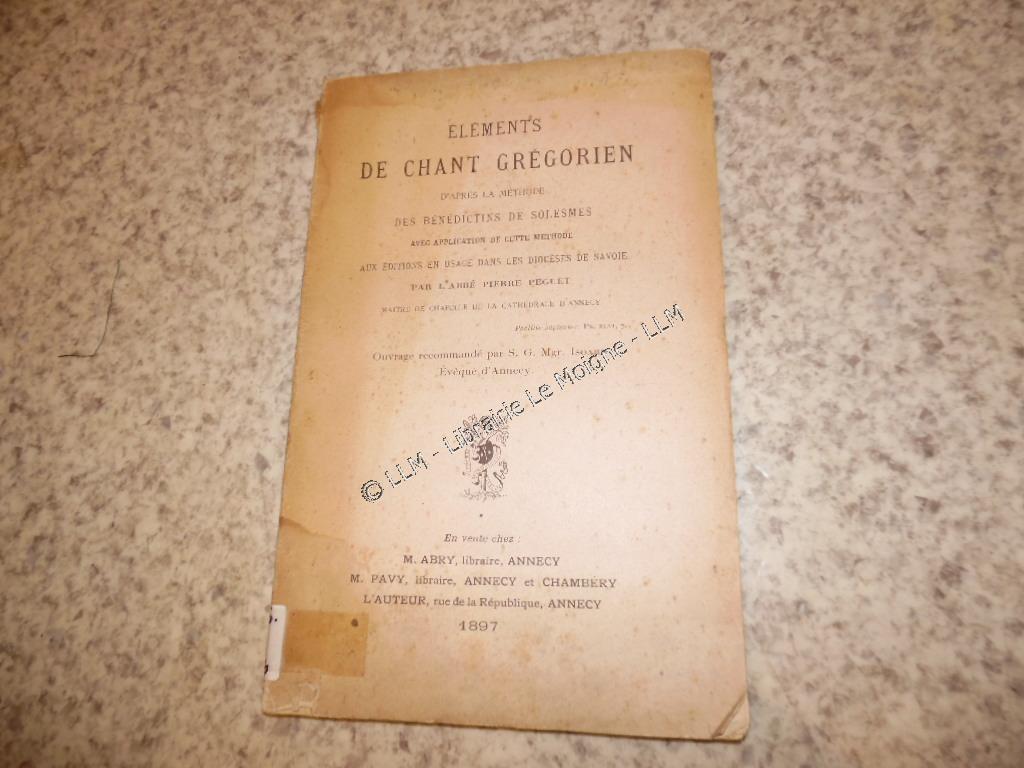 ÉLÉMENTS
DE CHANT GRÉGORIEN
D'APRÈS LA MÉTHODE
DES BÉNÉDICTINS DE SOLESMES
AVEC APPLICATION DE CETTE MÉTHODE
AUX ÉDITIONS EN USAGE DANS LES DIOCÈSES DE SAVOIE
PAR L'ABBÉ PIERRE PEGUET
MAITRE DE CHAPELLE DE LA CATHÉDRALE D'ANNECY
Psallite sapienter. Ps.
Ouvrage recommandé par S. G. Mgr.
Évêque d'Annecy.
© LLM - Librairie Le Moigne - LLM
En vente chez :
M. ABRY, libraire, ANNECY
M. PAVY, libraire, ANNECY et CHAMBÉRY
L'AUTEUR, rue de la République, ANNECY
1897